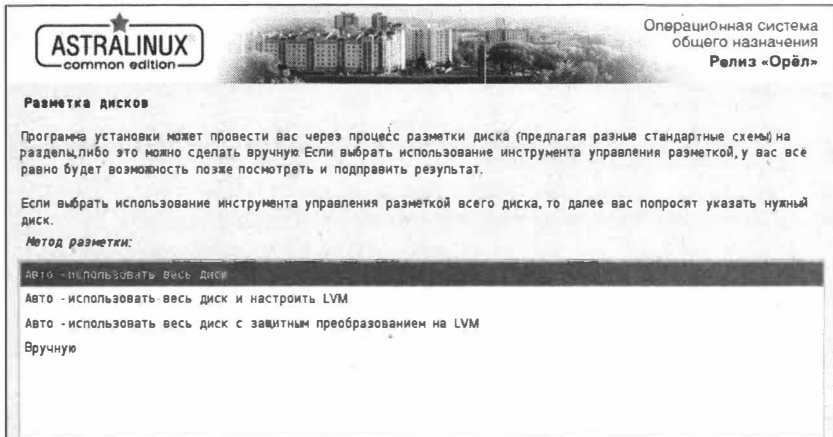 ASTRALINUX
common edition
Операционная система
общего назначения
Релиз «Орёл»
Разметка дисков
Программа установки может провести вас через процесс разметки диска (предлагая разные стандартные схемы) на
разделы,либо это можно сделать вручную. Если выбрать использование инструмента управления разметкой, у вас всё
равно будет возможность позже посмотреть и подправить результат.
Если выбрать использование инструмента управления разметкой всего диска, то далее вас попросят указать нужный
диск.
Метод разметки:
Авто - использовать весь диск
Авто - использовать весь диск и настроить LVM
Авто - использовать весь диск с защитным преобразованием на LVM
Вручную